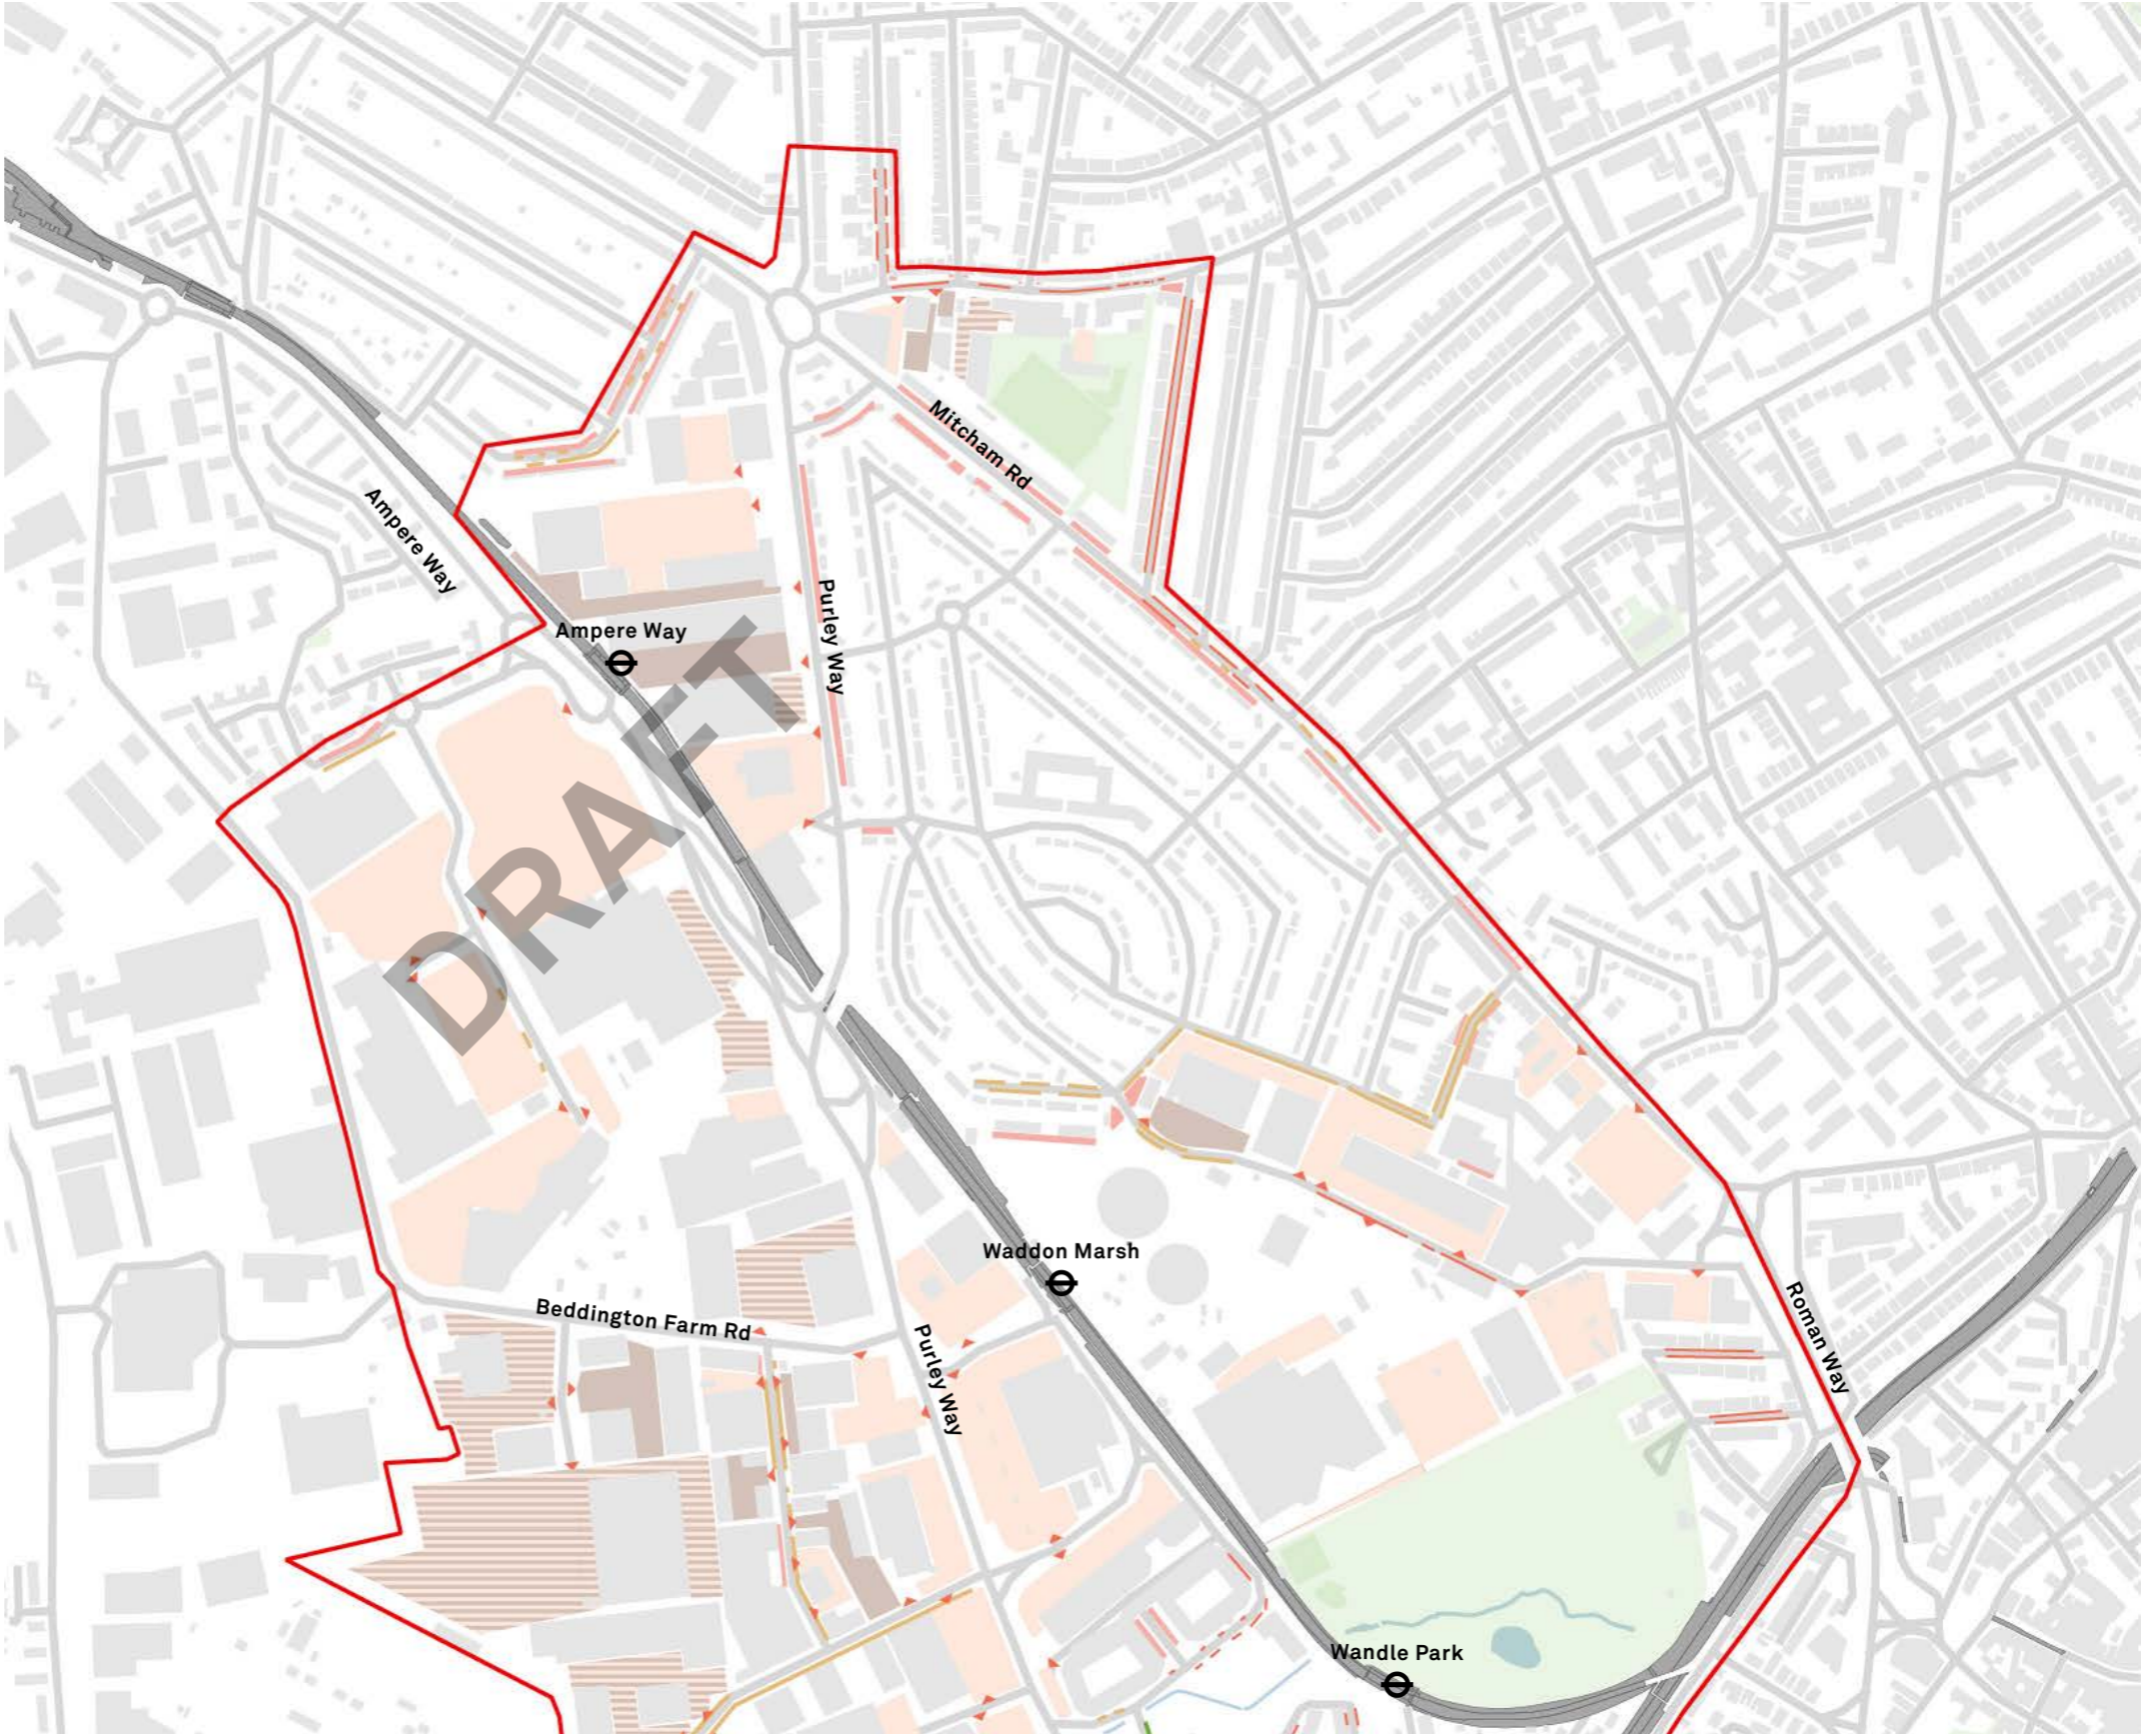 Mitcham Rd
Ampere Way
Purley Way
Ampere Way
DRAFT
Waddon Marsh
Beddington Farm Rd
Purley Way
Roman Way
Wandle Park